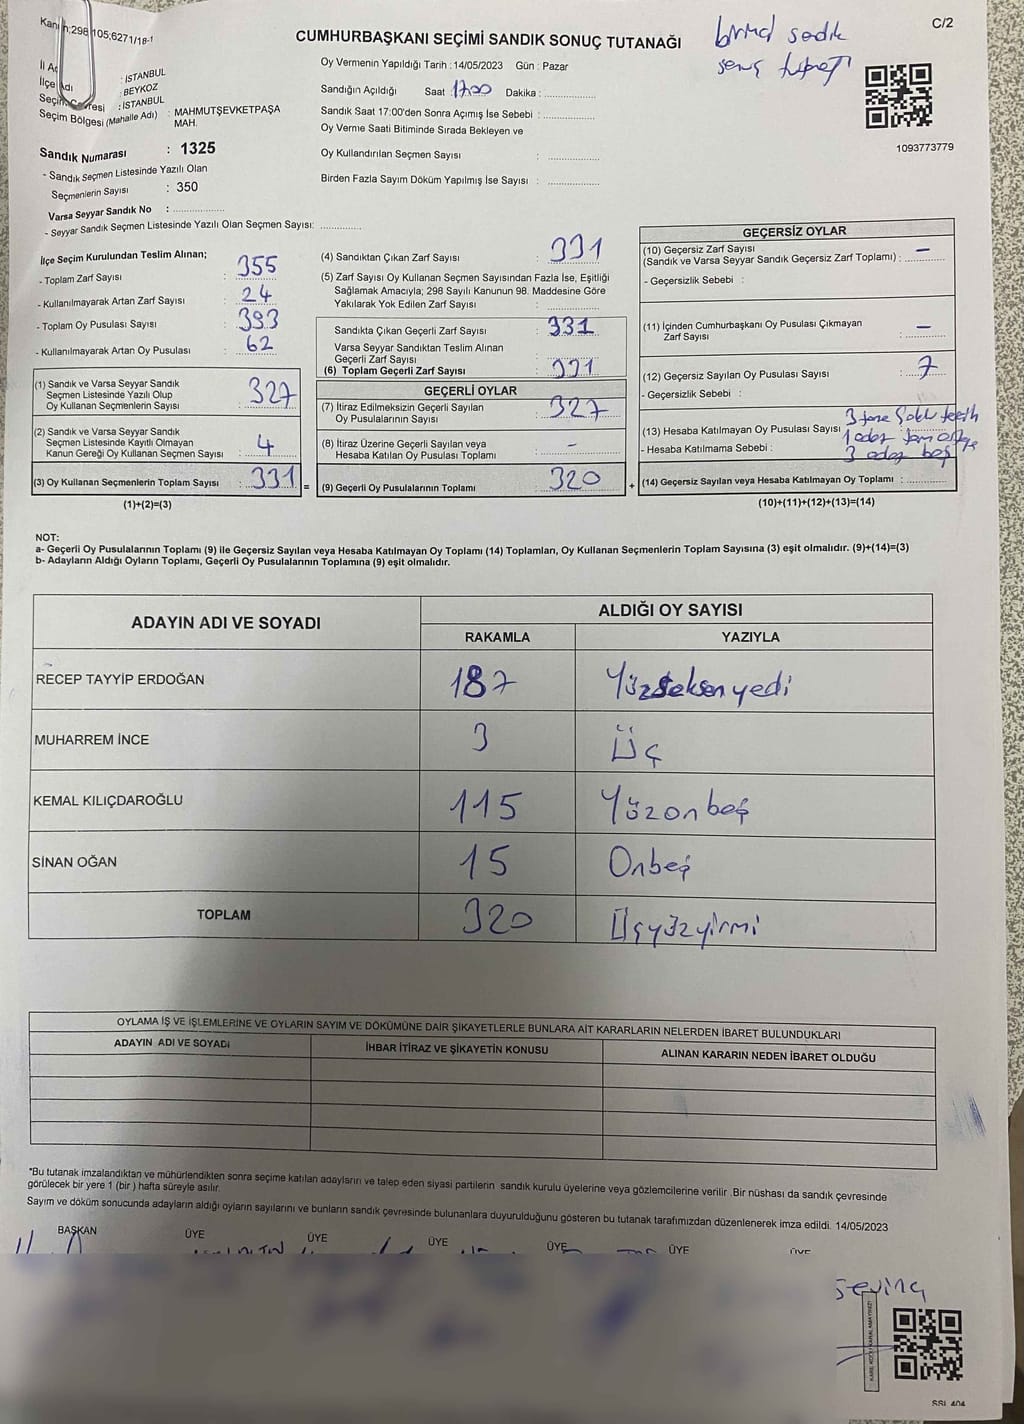 Kanun;298 105;6271/18-1
C/2
CUMHURBAŞKANI SEÇİMİ SANDIK SONUÇ TUTANAĞI
birinci sandık
sonuç
İl Adı : İSTANBUL
İlçe Adı : BEYKOZ
Seçim Çevresi : İSTANBUL
Seçim Bölgesi (Mahalle Adı) : MAHMUTŞEVKETPAŞA MAH.
Sandık Numarası : 1325
- Sandık Seçmen Listesinde Yazılı Olan
Seçmenlerin Sayısı : 350
Varsa Seyyar Sandık No :
- Seyyar Sandık Seçmen Listesinde Yazılı Olan Seçmen Sayısı:
Oy Vermenin Yapıldığı Tarih : 14/05/2023 Gün : Pazar
Sandığın Açıldığı Saat : 17.00 Dakika :
Sandık Saat 17:00'den Sonra Açımış İse Sebebi :
Oy Verme Saati Bitiminde Sırada Bekleyen ve
Oy Kullandırılan Seçmen Sayısı :
Birden Fazla Sayım Döküm Yapılmış İse Sayısı :
1093773779
İlçe Seçim Kurulundan Teslim Alınan;
- Toplam Zarf Sayısı : 355
- Kullanılmayarak Artan Zarf Sayısı : 24
- Toplam Oy Pusulası Sayısı : 393
- Kullanılmayarak Artan Oy Pusulası : 62
(1) Sandık ve Varsa Seyyar Sandık
Seçmen Listesinde Yazılı Olup
Oy Kullanan Seçmenlerin Sayısı : 327
(2) Sandık ve Varsa Seyyar Sandık
Seçmen Listesinde Kayıtlı Olmayan
Kanun Gereği Oy Kullanan Seçmen Sayısı : 4
(3) Oy Kullanan Seçmenlerin Toplam Sayısı : 331 =
(1)+(2)=(3)
(4) Sandıktan Çıkan Zarf Sayısı : 331
(5) Zarf Sayısı Oy Kullanan Seçmen Sayısından Fazla İse, Eşitliği
Sağlamak Amacıyla; 298 Sayılı Kanunun 98. Maddesine Göre
Yakılarak Yok Edilen Zarf Sayısı :
Sandıkta Çıkan Geçerli Zarf Sayısı : 331
Varsa Seyyar Sandıktan Teslim Alınan
Geçerli Zarf Sayısı :
(6) Toplam Geçerli Zarf Sayısı : 331
GEÇERLİ OYLAR
(7) İtiraz Edilmeksizin Geçerli Sayılan
Oy Pusulalarının Sayısı : 327
(8) İtiraz Üzerine Geçerli Sayılan veya
Hesaba Katılan Oy Pusulası Toplamı : -
(9) Geçerli Oy Pusulalarının Toplamı : 320 +
GEÇERSİZ OYLAR
(10) Geçersiz Zarf Sayısı
(Sandık ve Varsa Seyyar Sandık Geçersiz Zarf Toplamı) : -
- Geçersizlik Sebebi :
(11) İçinden Cumhurbaşkanı Oy Pusulası Çıkmayan
Zarf Sayısı : -
(12) Geçersiz Sayılan Oy Pusulası Sayısı : 7
- Geçersizlik Sebebi :
(13) Hesaba Katılmayan Oy Pusulası Sayısı : 3 tane
- Hesaba Katılmama Sebebi : 1 adet
3 adet boş
(14) Geçersiz Sayılan veya Hesaba Katılmayan Oy Toplamı :
(10)+(11)+(12)+(13)=(14)
NOT:
a- Geçerli Oy Pusulalarının Toplamı (9) ile Geçersiz Sayılan veya Hesaba Katılmayan Oy Toplamı (14) Toplamları, Oy Kullanan Seçmenlerin Toplam Sayısına (3) eşit olmalıdır. (9)+(14)=(3)
b- Adayların Aldığı Oyların Toplamı, Geçerli Oy Pusulalarının Toplamına (9) eşit olmalıdır.
ADAYIN ADI VE SOYADI
ALDIĞI OY SAYISI
RAKAMLA YAZIYLA
RECEP TAYYİP ERDOĞAN 187 Yüzseksenyedi
MUHARREM İNCE 3 Üç
KEMAL KILIÇDAROĞLU 115 Yüzonbeş
SİNAN OĞAN 15 Onbeş
TOPLAM 320 Üçyüzyirmi
OYLAMA İŞ VE İŞLEMLERİNE VE OYLARIN SAYIM VE DÖKÜMÜNE DAİR ŞİKAYETLERLE BUNLARA AİT KARARLARIN NELERDEN İBARET BULUNDUKLARI
ADAYIN ADI VE SOYADI İHBAR İTİRAZ VE ŞİKAYETİN KONUSU ALINAN KARARIN NEDEN İBARET OLDUĞU
*Bu tutanak imzalandıktan ve mühürlendikten sonra seçime katılan adayların ve talep eden siyasi partilerin sandık kurulu üyelerine veya gözlemcilerine verilir .Bir nüshası da sandık çevresinde
görülecek bir yere 1 (bir ) hafta süreyle asılır.
Sayım ve döküm sonucunda adayların aldığı oyların sayılarını ve bunların sandık çevresinde bulunanlara duyurulduğunu gösteren bu tutanak tarafımızdan düzenlenerek imza edildi. 14/05/2023
BAŞKAN ÜYE ÜYE ÜYE ÜYE ÜYE ÜYE
sevinç